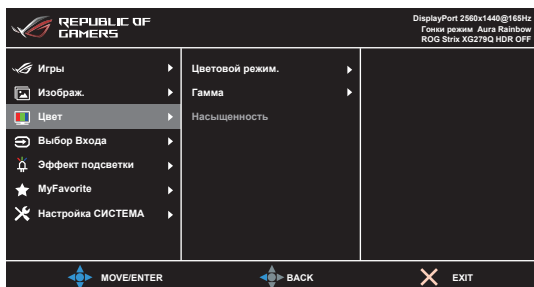 REPUBLIC OF
GAMERS
DisplayPort 2560x1440@165Hz
Гонки режим Aura Rainbow
ROG Strix XG279Q HDR OFF
Игры
Изображ.
Цвет
Выбор Входа
Эффект подсветки
MyFavorite
Настройка СИСТЕМА
Цветовой режим.
Гамма
Насыщенность
MOVE/ENTER
BACK
EXIT